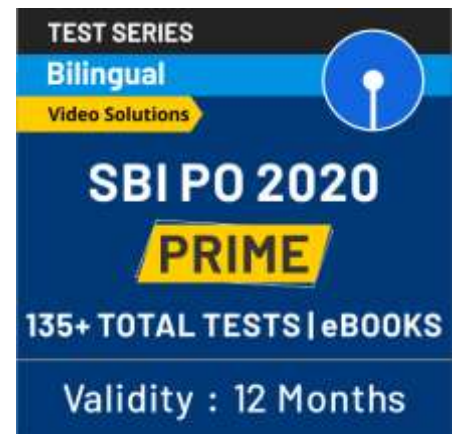 TEST SERIES
Bilingual
Video Solutions
SBI PO 2020
PRIME
135+ TOTAL TESTS | eBOOKS
Validity : 12 Months